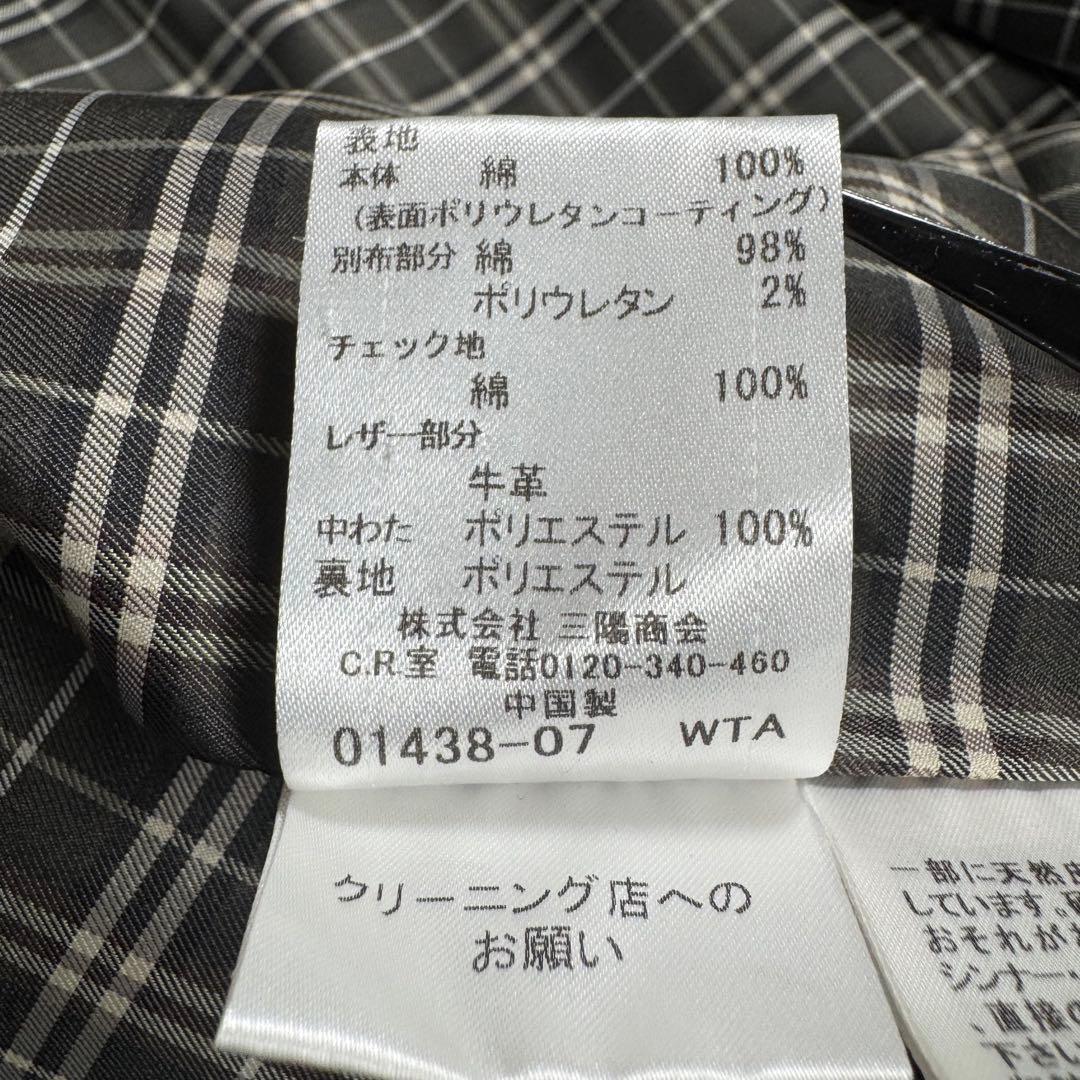 表地
本体 綿 100%
(表面ポリウレタンコーティング)
別布部分 綿 98%
ポリウレタン 2%
チェック地
綿 100%
レザー部分
牛革
中わた ポリエステル 100%
裏地 ポリエステル
株式会社 三陽商会
C.R室 電話0120-340-460
中国製
01438-07 WTA
クリーニング店への
お願い
一部に天然
しています。
おそれが
シンナー
、直接
下さい